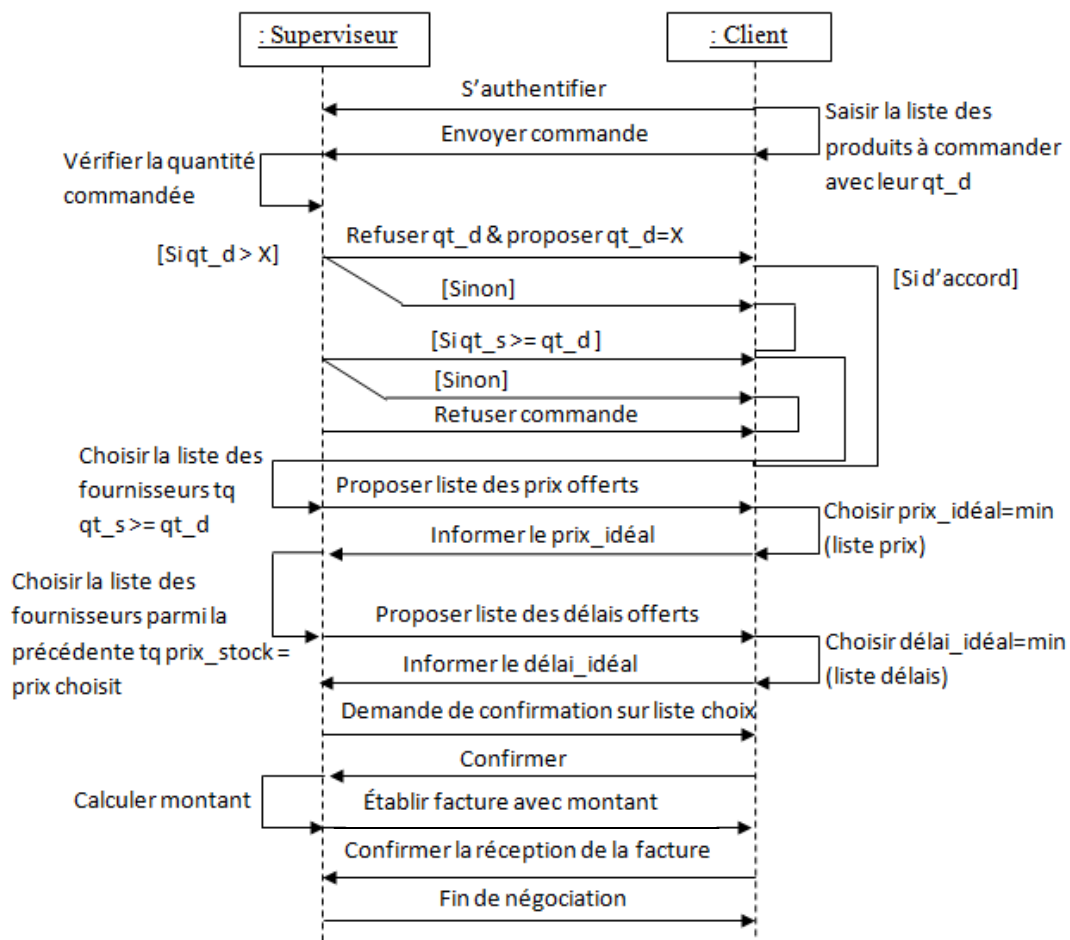 : Superviseur
: Client
S'authentifier
Saisir la liste des
produits à commander
avec leur qt_d
Envoyer commande
Vérifier la quantité
commandée
Refuser qt_d & proposer qt_d=X
[Si qt_d > X]
[Si d'accord]
[Sinon]
[Si qt_s >= qt_d ]
[Sinon]
Refuser commande
Choisir la liste des
fournisseurs tq
qt_s >= qt_d
Proposer liste des prix offerts
Choisir prix_idéal=min
(liste prix)
Informer le prix_idéal
Choisir la liste des
fournisseurs parmi la
précédente tq prix_stock =
prix choisit
Proposer liste des délais offerts
Choisir délai_idéal=min
(liste délais)
Informer le délai_idéal
Demande de confirmation sur liste choix
Confirmer
Calculer montant
Établir facture avec montant
Confirmer la réception de la facture
Fin de négociation